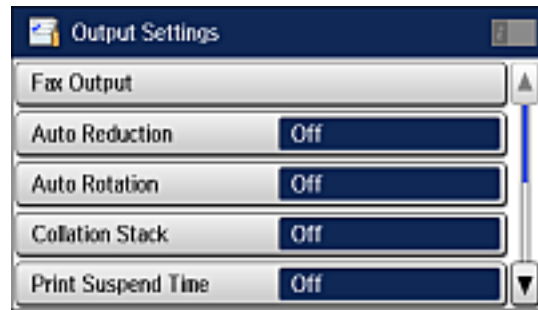 Output Settings
Fax Output
Auto Reduction Off
Auto Rotation Off
Collation Stack Off
Print Suspend Time Off